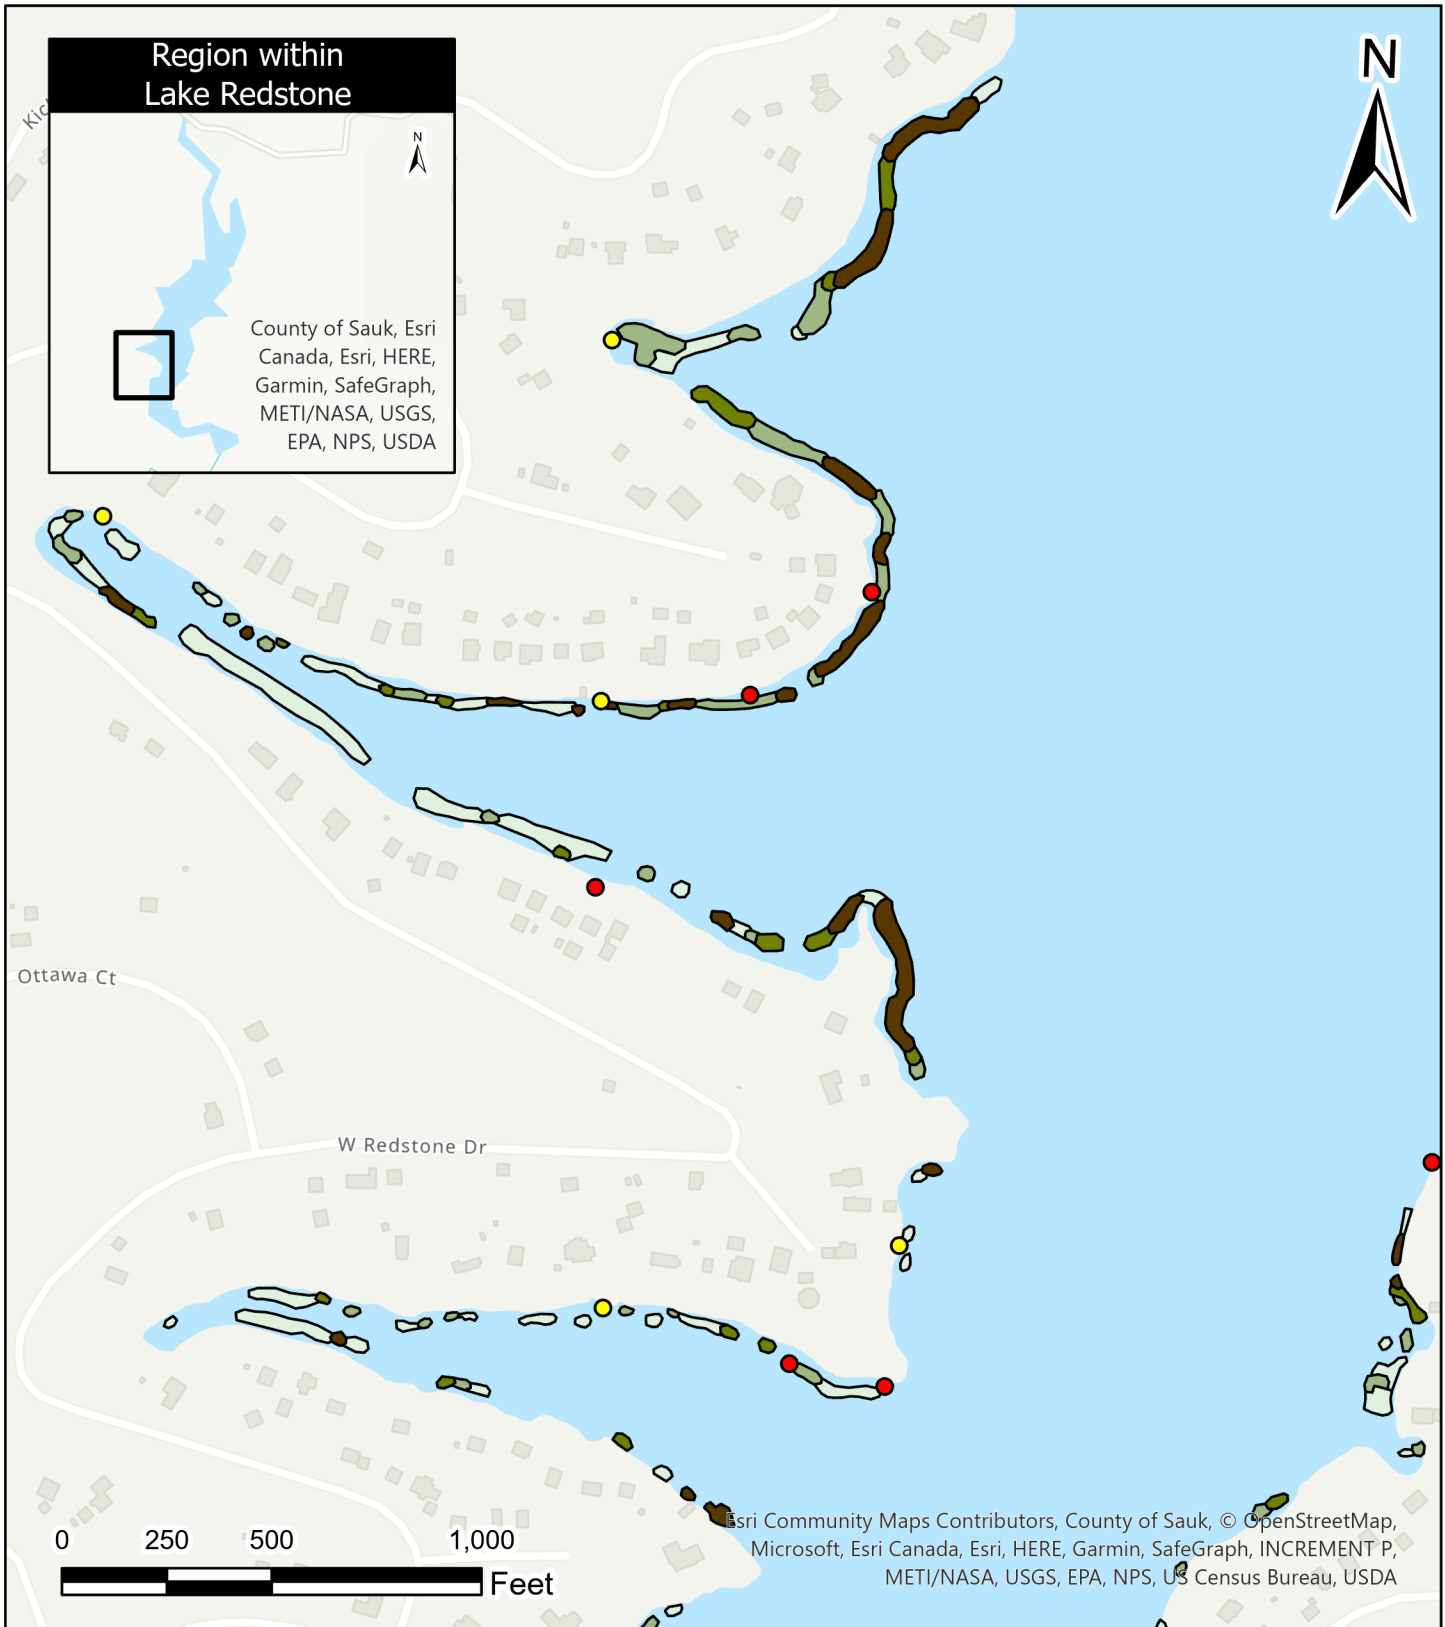 Region within
Lake Redstone
N
N
County of Sauk, Esri
Canada, Esri, HERE,
Garmin, SafeGraph,
METI/NASA, USGS,
EPA, NPS, USDA
Ottawa Ct
W Redstone Dr
0 250 500 1,000
Feet
Esri Community Maps Contributors, County of Sauk, © OpenStreetMap,
Microsoft, Esri Canada, Esri, HERE, Garmin, SafeGraph, INCREMENT P,
METI/NASA, USGS, EPA, NPS, US Census Bureau, USDA